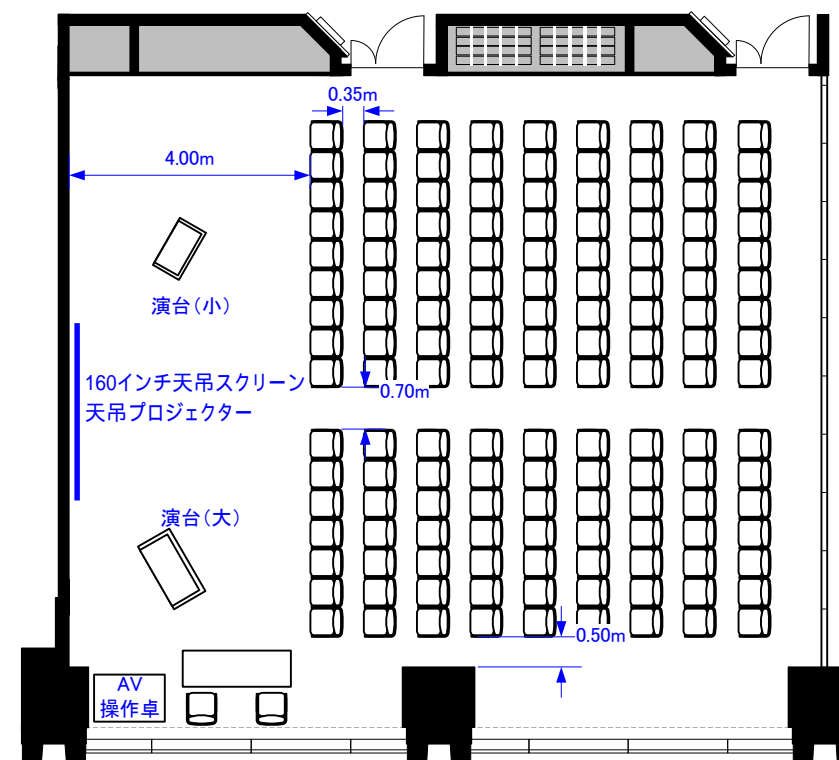 0.35m
4.00m
演台(小)
160インチ天吊スクリーン
天吊プロジェクター
0.70m
演台(大)
0.50m
AV
操作卓